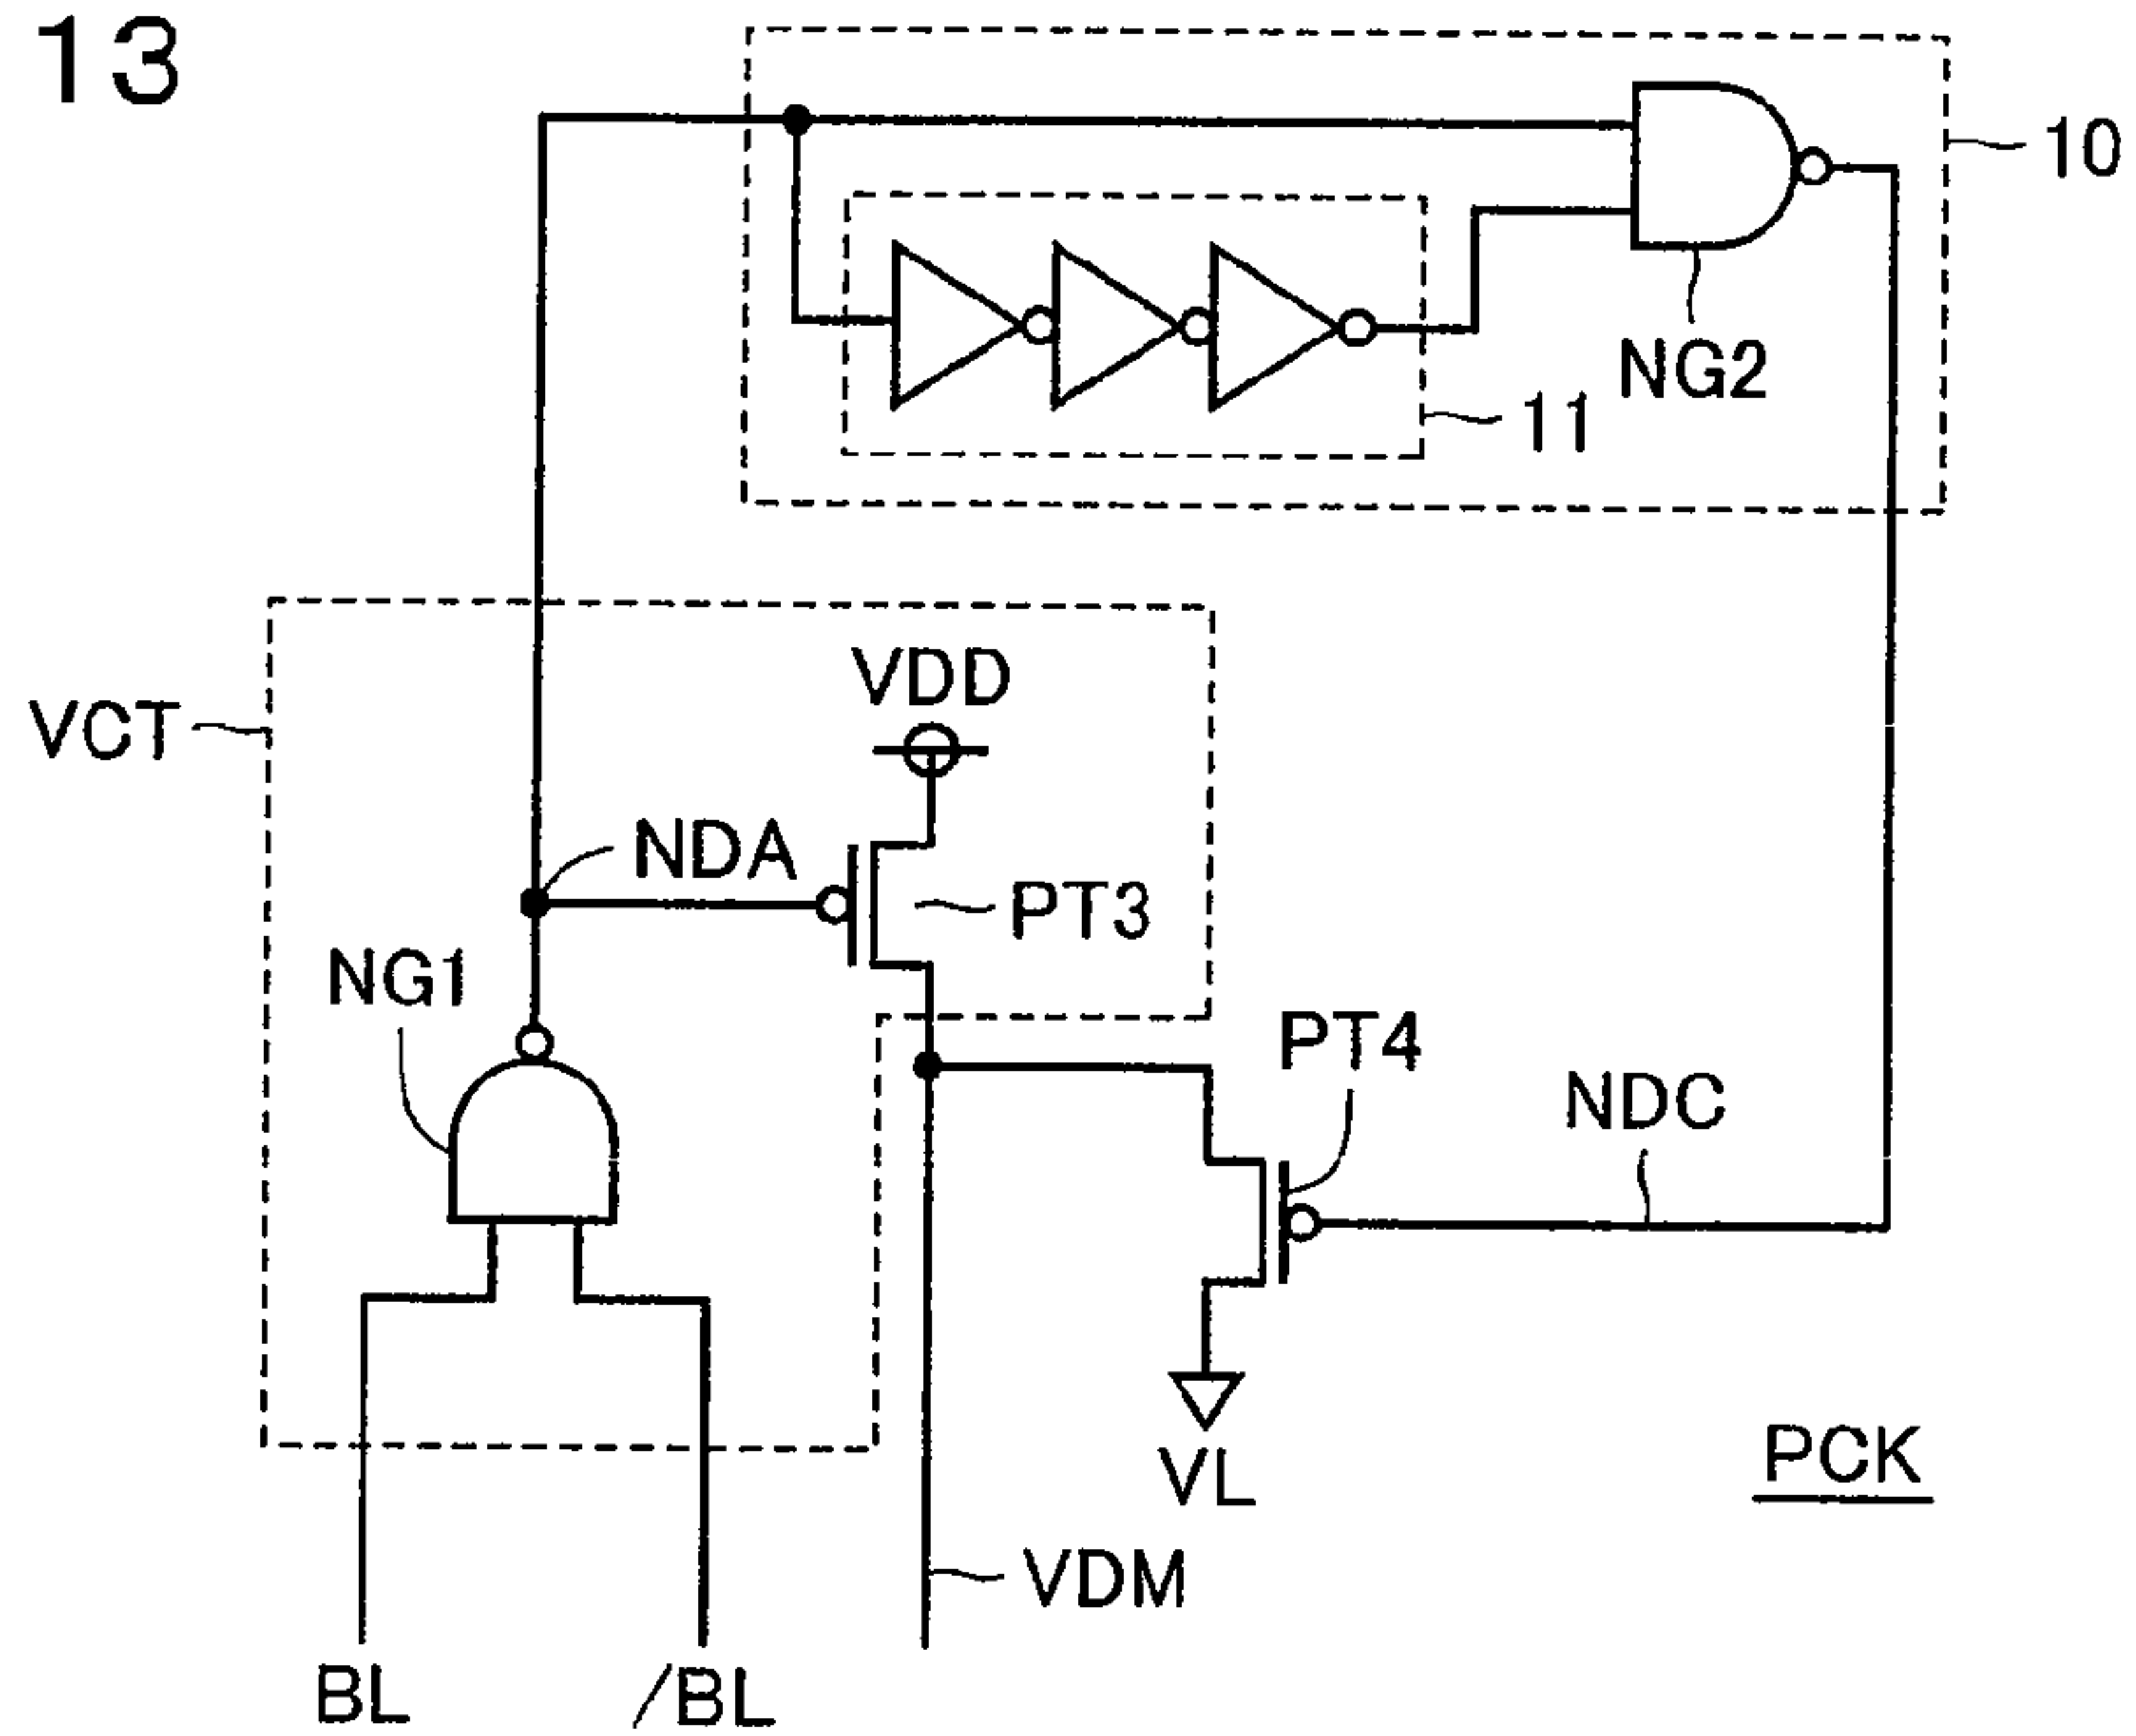 13
10
NG2
11
VDD
VCT
NDA
PT3
NG1
PT4
NDC
VL
PCK
VDM
BL
/BL